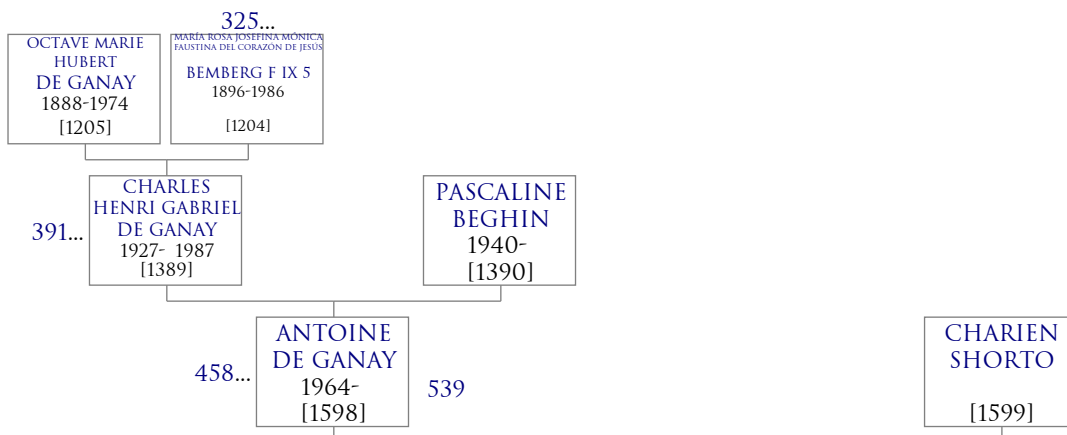 325...
OCTAVE MARIE
HUBERT
DE GANAY
1888-1974
[1205]
MARÍA ROSA JOSEFINA MÓNICA
FAUSTINA DEL CORAZÓN DE JESÚS
BEMBERG F IX 5
1896-1986
[1204]
391...
CHARLES
HENRI GABRIEL
DE GANAY
1927- 1987
[1389]
PASCALINE
BEGHIN
1940-
[1390]
458...
ANTOINE
DE GANAY
1964-
[1598]
539
CHARIEN
SHORTO
[1599]